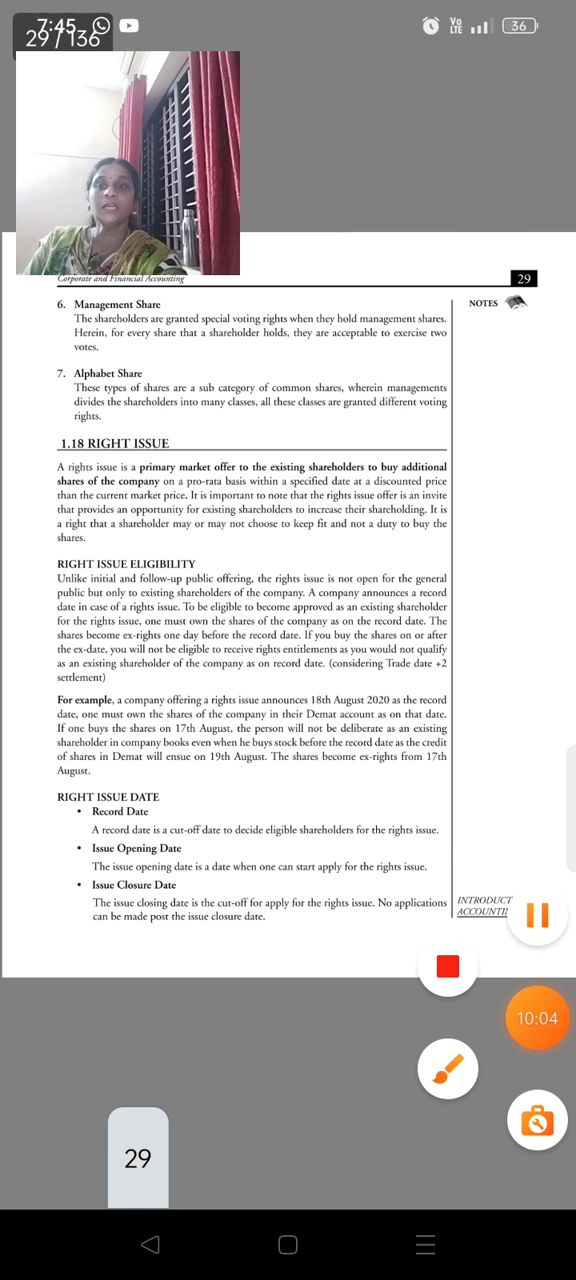 7:45
29 / 136
Vo
LTE
36
Corporate and Financial Accounting
29
6. Management Share
The shareholders are granted special voting rights when they hold management shares.
Herein, for every share that a shareholder holds, they are acceptable to exercise two
votes.
NOTES
7. Alphabet Share
These types of shares are a sub category of common shares, wherein managements
divides the shareholders into many classes, all these classes are granted different voting
rights.
1.18 RIGHT ISSUE
A rights issue is a primary market offer to the existing shareholders to buy additional
shares of the company on a pro-rata basis within a specified date at a discounted price
than the current market price. It is important to note that the rights issue offer is an invite
that provides an opportunity for existing shareholders to increase their shareholding. It is
a right that a shareholder may or may not choose to keep fit and not a duty to buy the
shares.
RIGHT ISSUE ELIGIBILITY
Unlike initial and follow-up public offering, the rights issue is not open for the general
public but only to existing shareholders of the company. A company announces a record
date in case of a rights issue. To be eligible to become approved as an existing shareholder
for the rights issue, one must own the shares of the company as on the record date. The
shares become ex-rights one day before the record date. If you buy the shares on or after
the ex-date, you will not be eligible to receive rights entitlements as you would not qualify
as an existing shareholder of the company as on record date. (considering Trade date +2
settlement)
For example, a company offering a rights issue announces 18th August 2020 as the record
date, one must own the shares of the company in their Demat account as on that date.
If one buys the shares on 17th August, the person will not be deliberate as an existing
shareholder in company books even when he buys stock before the record date as the credit
of shares in Demat will ensue on 19th August. The shares become ex-rights from 17th
August.
RIGHT ISSUE DATE
• Record Date
A record date is a cut-off date to decide eligible shareholders for the rights issue.
• Issue Opening Date
The issue opening date is a date when one can start apply for the rights issue.
• Issue Closure Date
The issue closing date is the cut-off for apply for the rights issue. No applications
can be made post the issue closure date.
INTRODUCT
ACCOUNTI
10:04
29